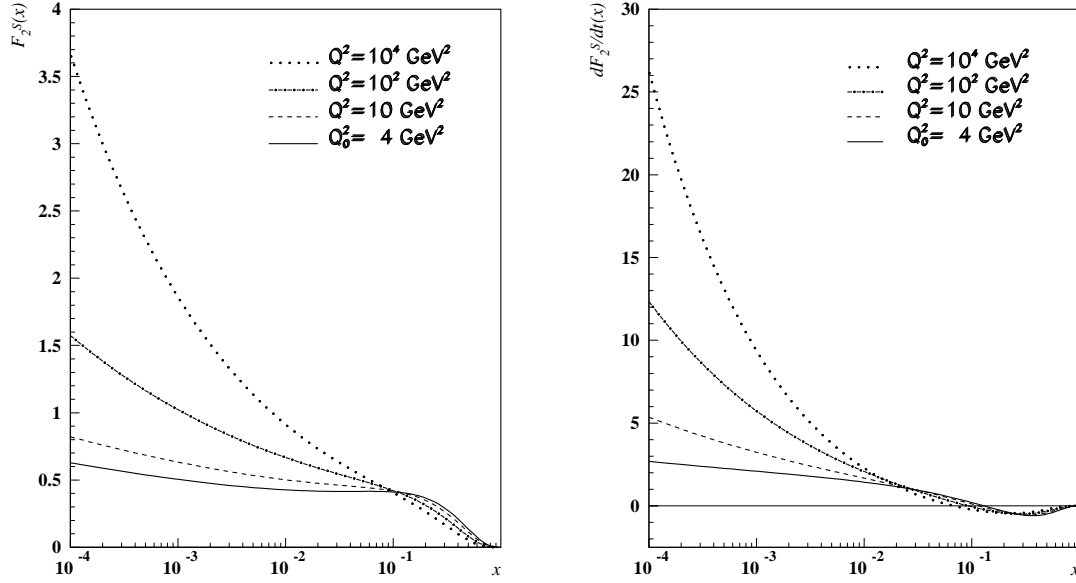 F₂ˢ(x)
4
3.5
3
2.5
2
1.5
1
0.5
0
Q²=10⁴ GeV²
Q²=10² GeV²
Q²=10 GeV²
Q₀²= 4 GeV²
10⁻⁴ 10⁻³ 10⁻² 10⁻¹ x
dF₂ˢ/dt(x)
30
25
20
15
10
5
0
Q²=10⁴ GeV²
Q²=10² GeV²
Q²=10 GeV²
Q₀²= 4 GeV²
10⁻⁴ 10⁻³ 10⁻² 10⁻¹ x